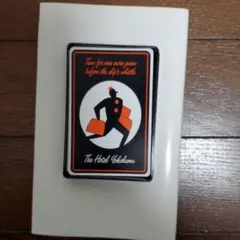 Time for one more game
before the ship's whistle
The Hotel Yokohama